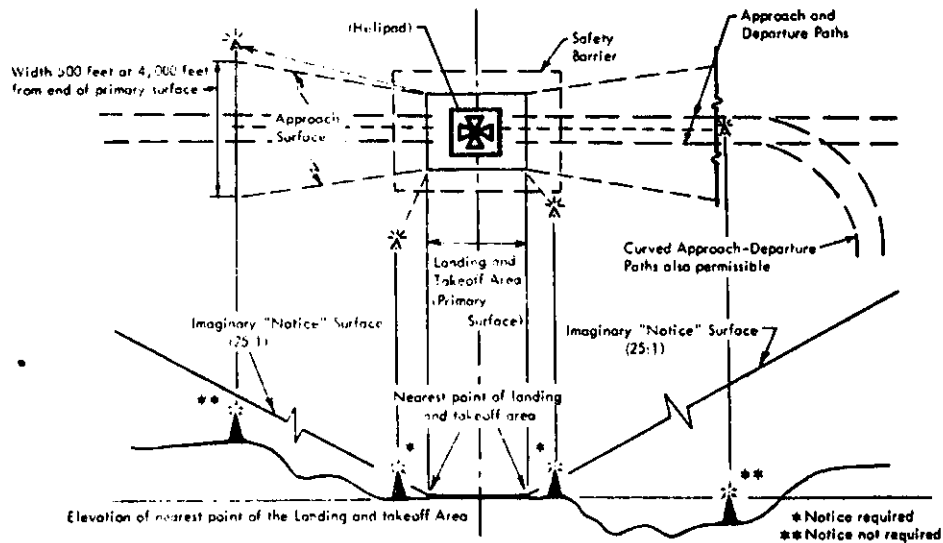 (Helipad)
Safety
Barrier
Approach and
Departure Paths
Width 500 feet at 4,000 feet
from end of primary surface
Approach
Surface
Curved Approach-Departure
Paths also permissible
Landing and
Takeoff Area
(Primary
Surface)
Imaginary "Notice" Surface
(25:1)
Imaginary "Notice" Surface
(25:1)
Nearest point of landing
and takeoff area
**
*
*
**
Elevation of nearest point of the Landing and takeoff Area
* Notice required
** Notice not required